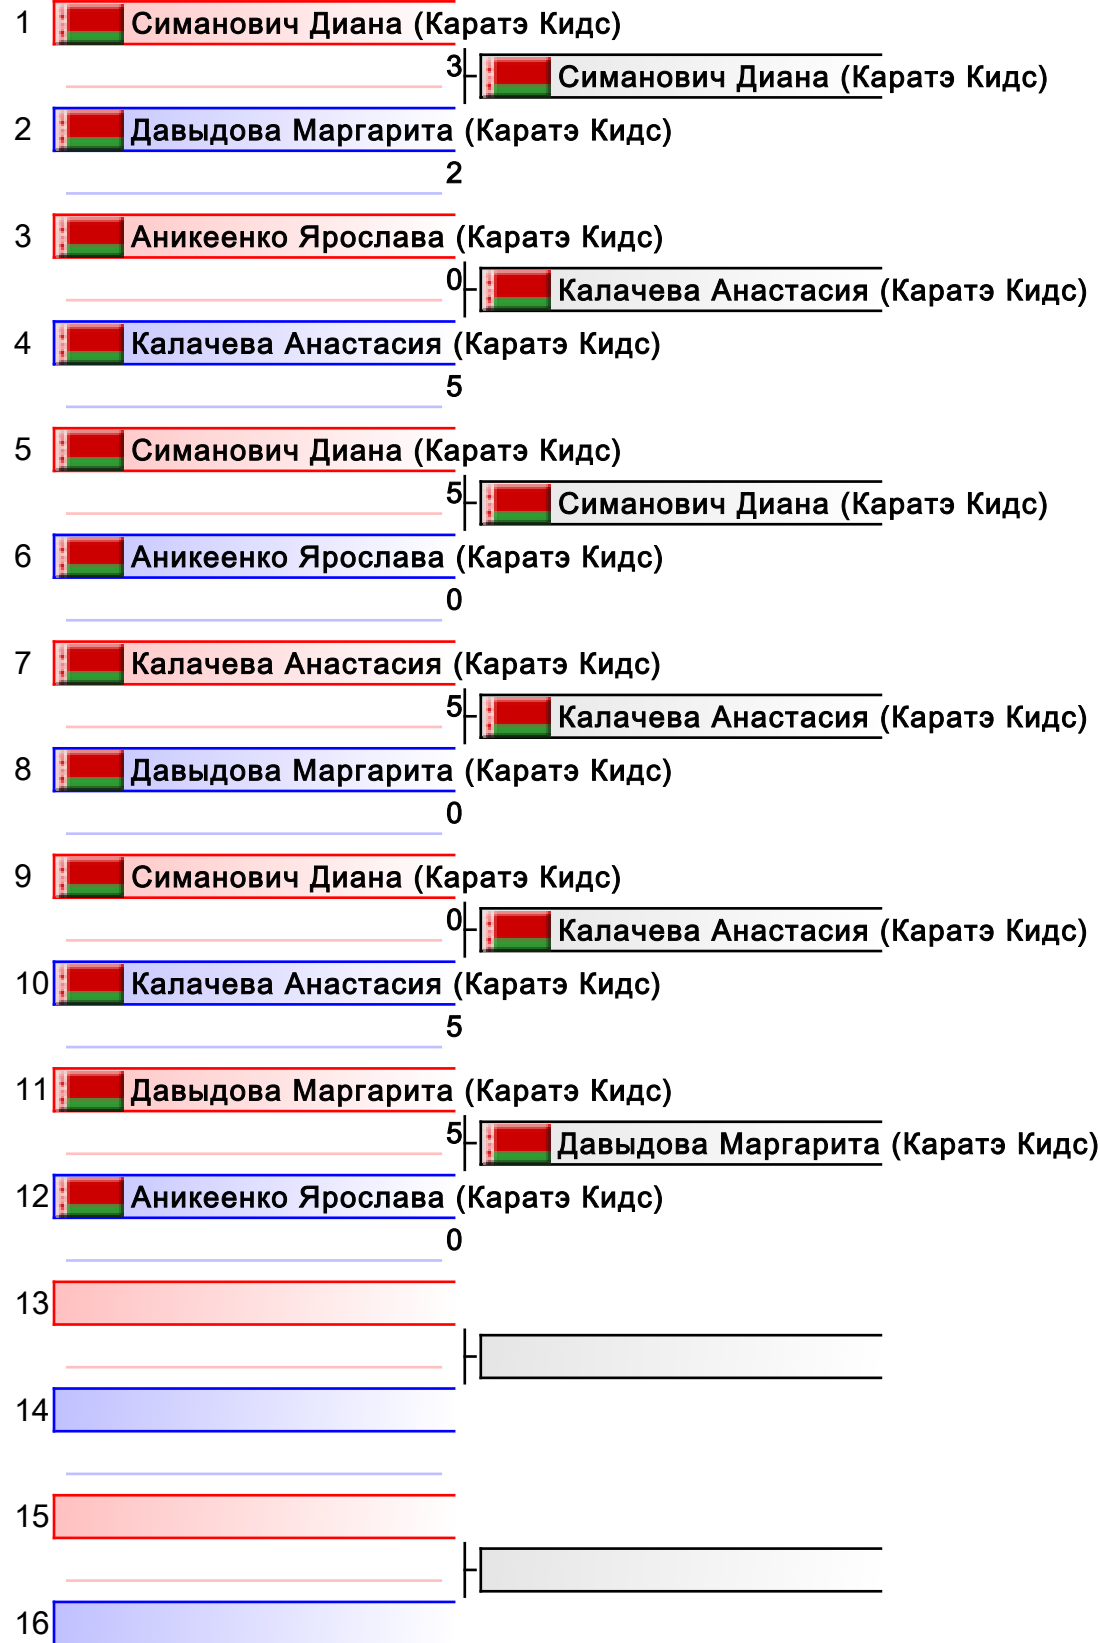 1 Симанович Диана (Каратэ Кидс)
3 Симанович Диана (Каратэ Кидс)
2 Давыдова Маргарита (Каратэ Кидс)
2
3 Аникеенко Ярослава (Каратэ Кидс)
0 Калачева Анастасия (Каратэ Кидс)
4 Калачева Анастасия (Каратэ Кидс)
5
5 Симанович Диана (Каратэ Кидс)
5 Симанович Диана (Каратэ Кидс)
6 Аникеенко Ярослава (Каратэ Кидс)
0
7 Калачева Анастасия (Каратэ Кидс)
5 Калачева Анастасия (Каратэ Кидс)
8 Давыдова Маргарита (Каратэ Кидс)
0
9 Симанович Диана (Каратэ Кидс)
0 Калачева Анастасия (Каратэ Кидс)
10 Калачева Анастасия (Каратэ Кидс)
5
11 Давыдова Маргарита (Каратэ Кидс)
5 Давыдова Маргарита (Каратэ Кидс)
12 Аникеенко Ярослава (Каратэ Кидс)
0
13
14
15
16